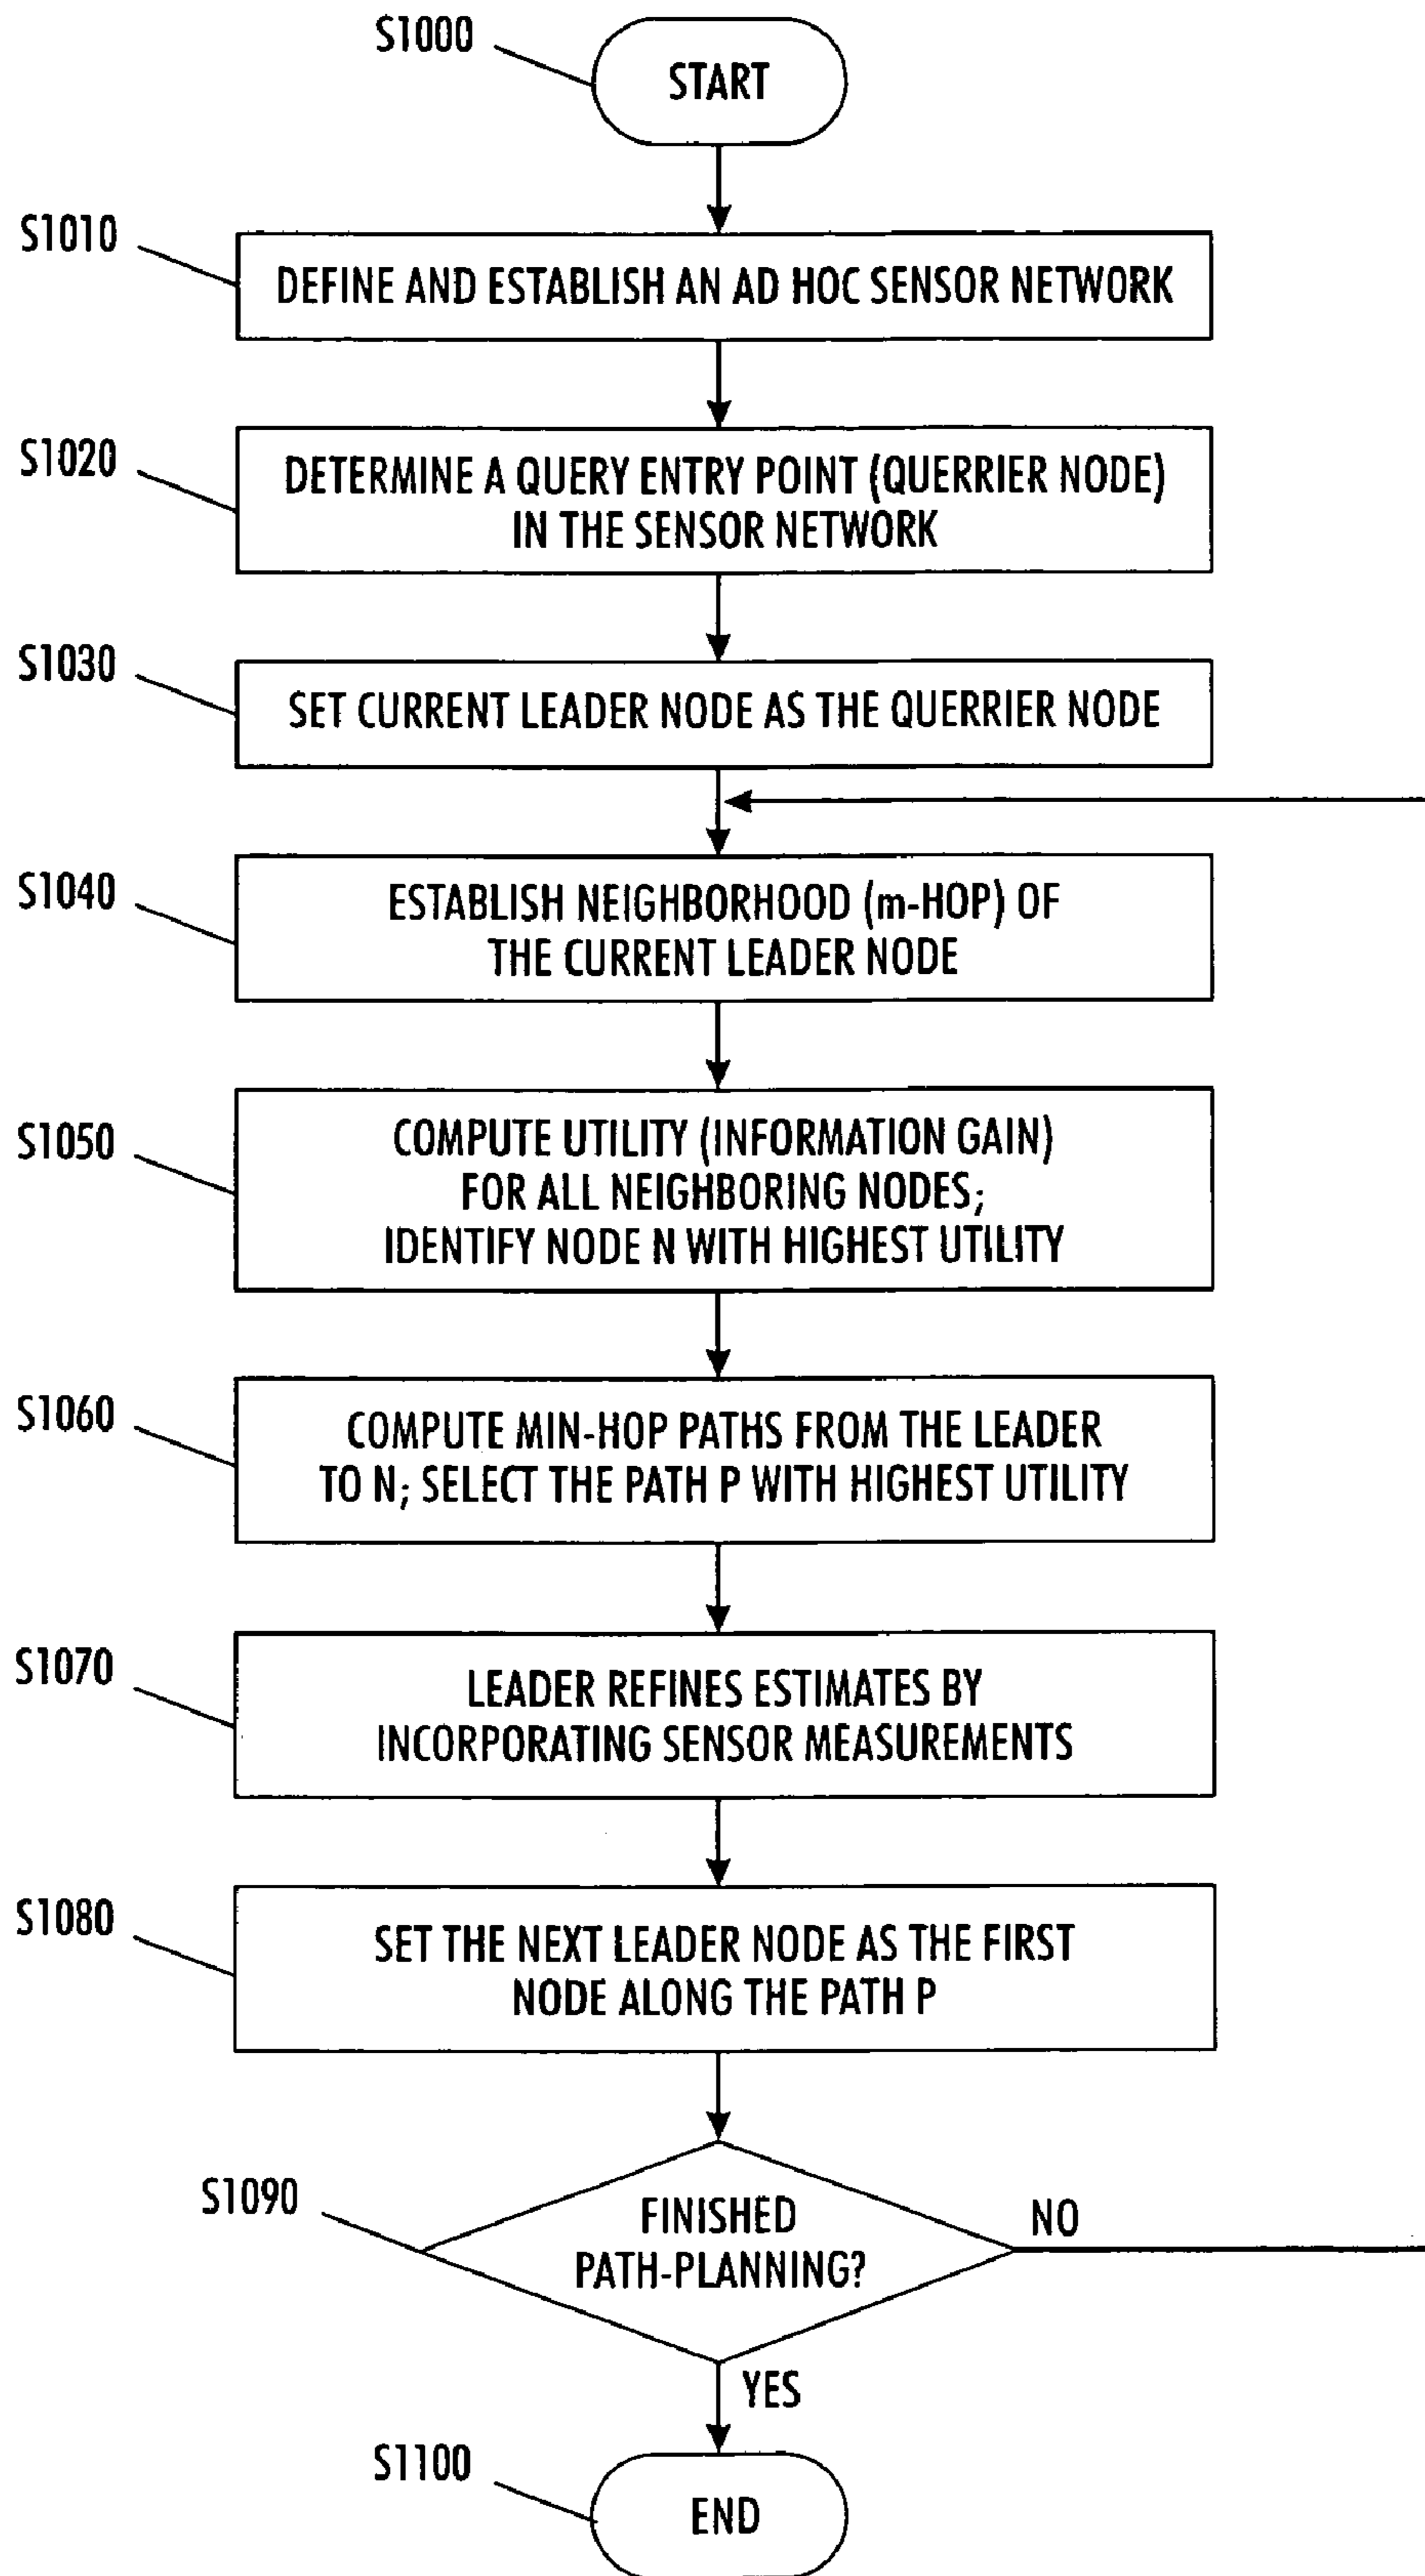 S1000
START
S1010
DEFINE AND ESTABLISH AN AD HOC SENSOR NETWORK
S1020
DETERMINE A QUERY ENTRY POINT (QUERRIER NODE)
IN THE SENSOR NETWORK
S1030
SET CURRENT LEADER NODE AS THE QUERRIER NODE
S1040
ESTABLISH NEIGHBORHOOD (m-HOP) OF
THE CURRENT LEADER NODE
S1050
COMPUTE UTILITY (INFORMATION GAIN)
FOR ALL NEIGHBORING NODES;
IDENTIFY NODE N WITH HIGHEST UTILITY
S1060
COMPUTE MIN-HOP PATHS FROM THE LEADER
TO N; SELECT THE PATH P WITH HIGHEST UTILITY
S1070
LEADER REFINES ESTIMATES BY
INCORPORATING SENSOR MEASUREMENTS
S1080
SET THE NEXT LEADER NODE AS THE FIRST
NODE ALONG THE PATH P
S1090
FINISHED
PATH-PLANNING?
NO
YES
S1100
END